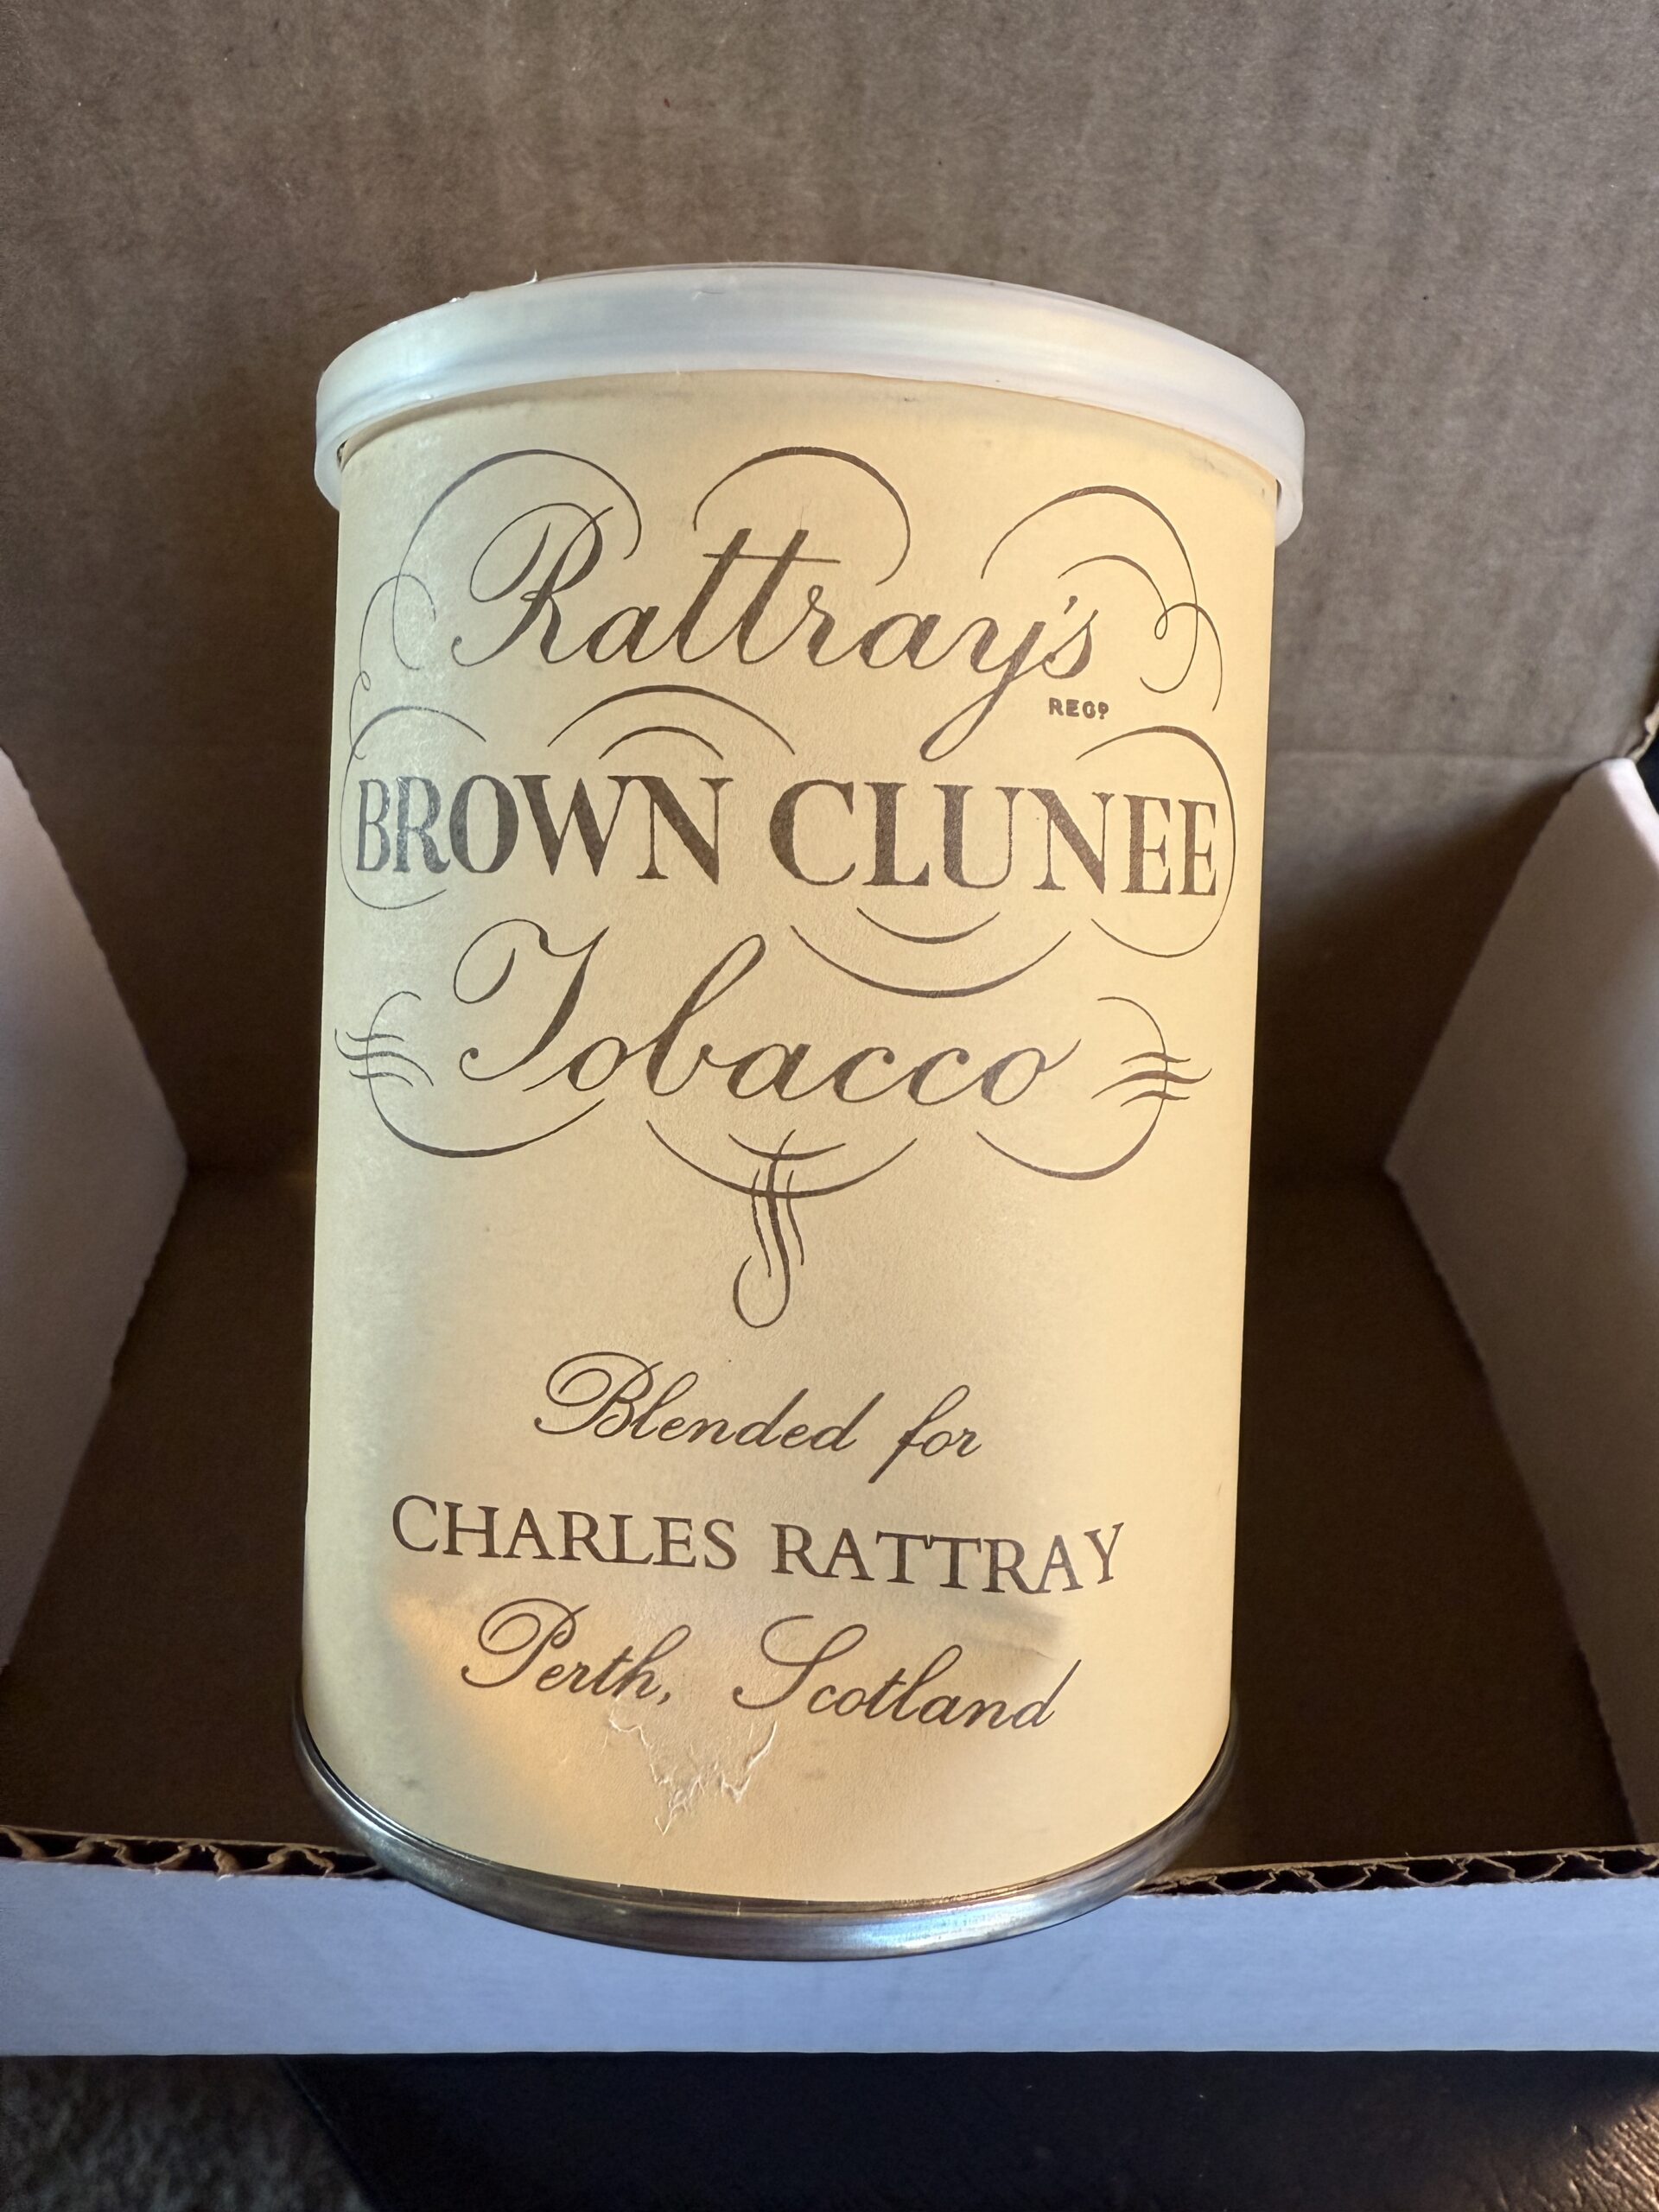 Rattray's
REGD
BROWN CLUNEE
Tobacco
Blended for
CHARLES RATTRAY
Perth, Scotland